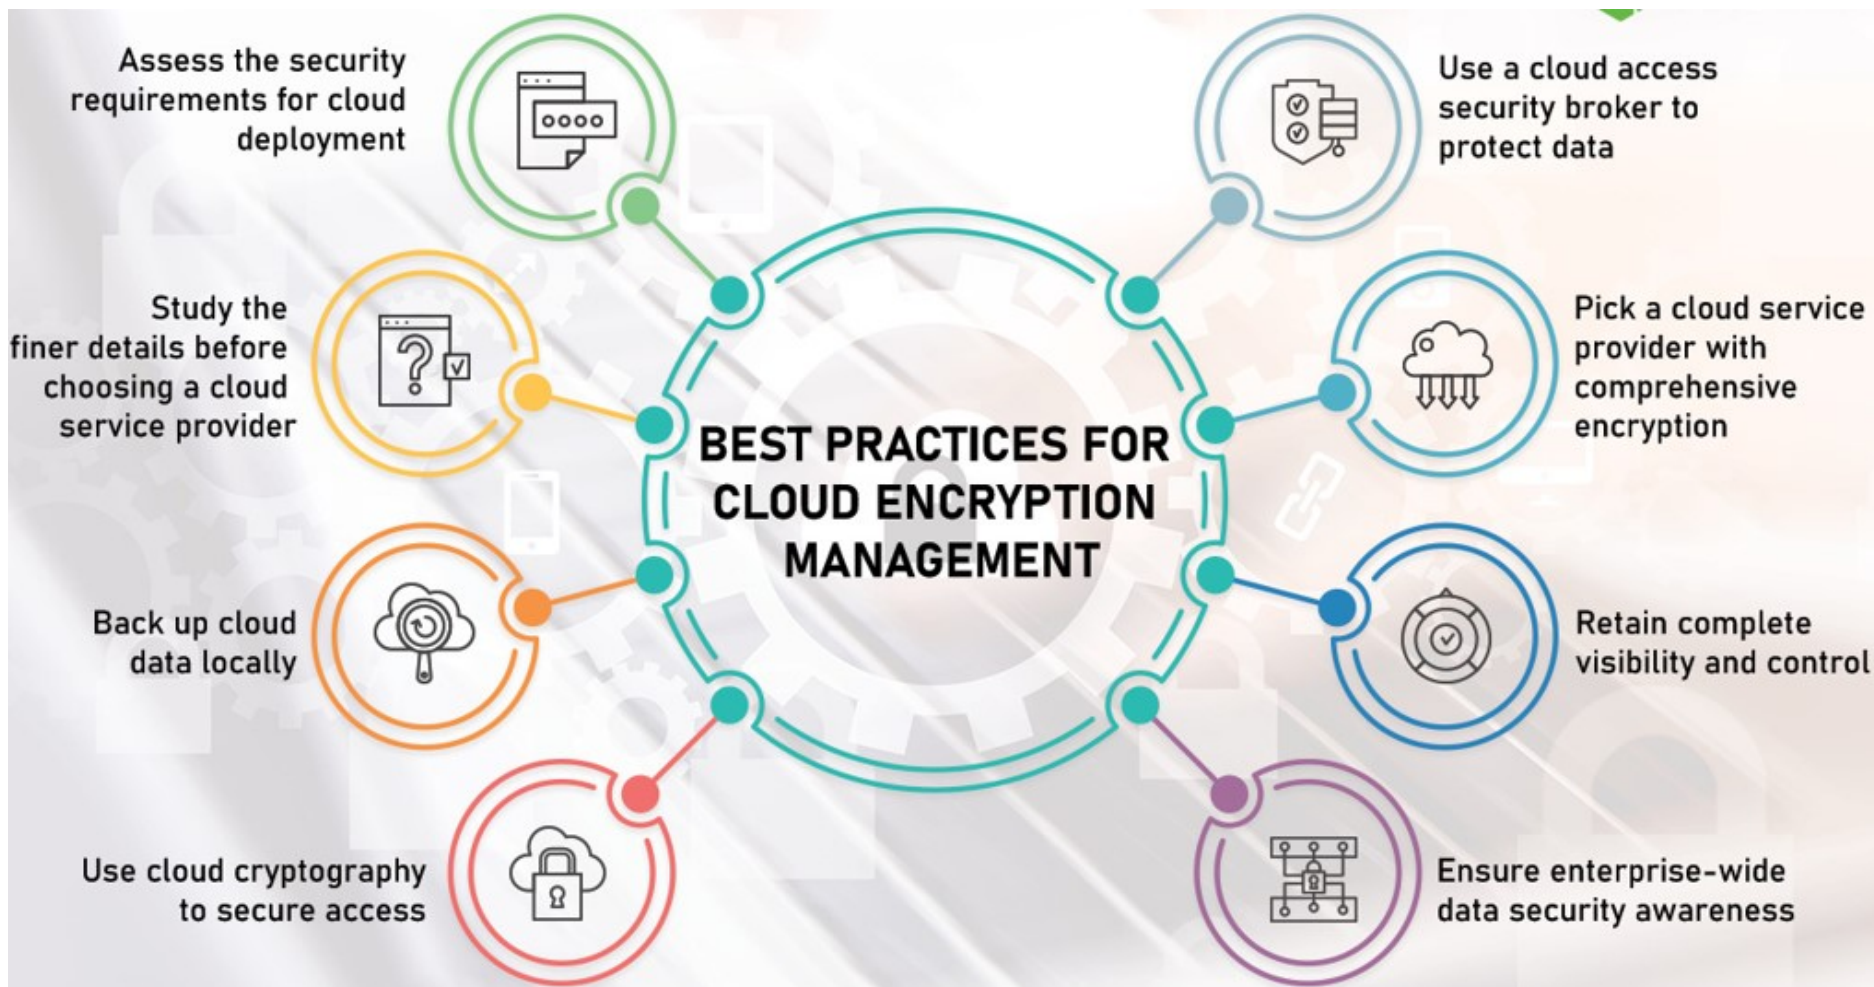 Assess the security
requirements for cloud
deployment
Study the
finer details before
choosing a cloud
service provider
Back up cloud
data locally
Use cloud cryptography
to secure access
BEST PRACTICES FOR
CLOUD ENCRYPTION
MANAGEMENT
Use a cloud access
security broker to
protect data
Pick a cloud service
provider with
comprehensive
encryption
Retain complete
visibility and control
Ensure enterprise-wide
data security awareness